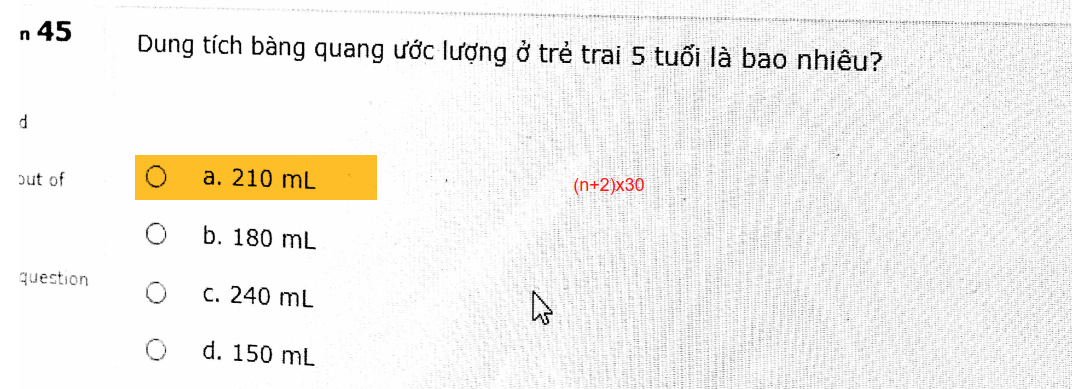 n 45
Dung tích bàng quang ước lượng ở trẻ trai 5 tuổi là bao nhiêu?
d
out of
a. 210 mL
(n+2)x30
b. 180 mL
question
c. 240 mL
d. 150 mL